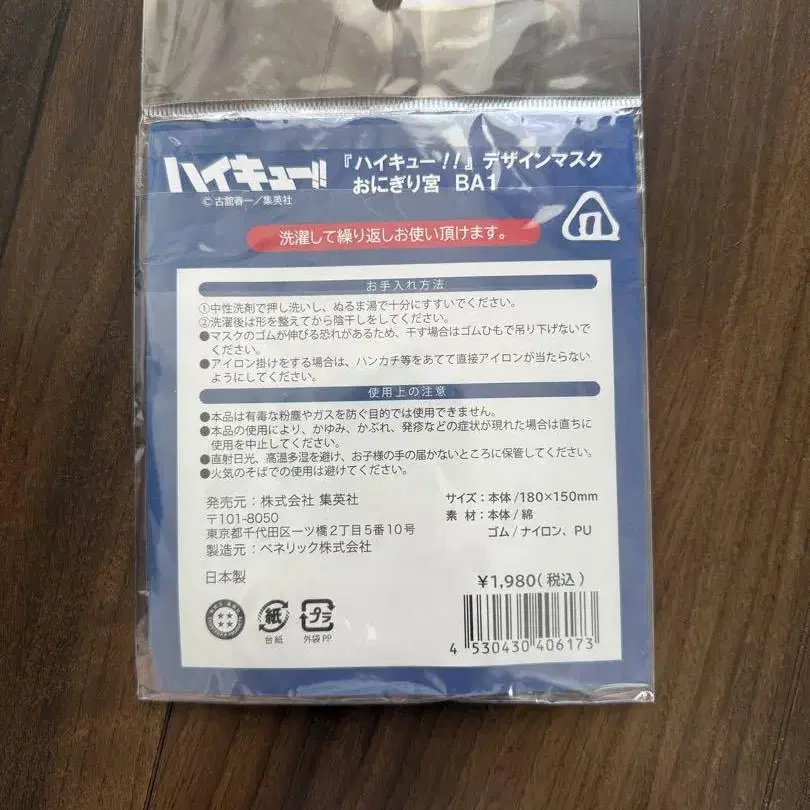 ハイキュー!!
© 古舘春一／集英社
『ハイキュー!!』デザインマスク
おにぎり宮 BA1
洗濯して繰り返しお使い頂けます。
お手入れ方法
①中性洗剤で押し洗いし、ぬるま湯で十分にすすいでください。
②洗濯後は形を整えてから陰干しをしてください。
●マスクのゴムが伸びる恐れがあるため、干す場合はゴムひもで吊り下げないで
ください。
●アイロン掛けをする場合は、ハンカチ等をあてて直接アイロンが当たらない
ようにしてください。
使用上の注意
●本品は有毒な粉塵やガスを防ぐ目的では使用できません。
●本品の使用により、かゆみ、かぶれ、発疹などの症状が現れた場合は直ちに
使用を中止してください。
●直射日光、高温多湿を避け、お子様の手の届かないところに保管してください。
●火気のそばでの使用は避けてください。
発売元：株式会社 集英社
〒101-8050
東京都千代田区一ツ橋2丁目5番10号
製造元：ベネリック株式会社
日本製
サイズ：本体/180×150mm
素 材：本体/綿
ゴム/ナイロン、PU
¥1,980(税込)
紙
台紙
プラ
外袋PP
4 530430 406173